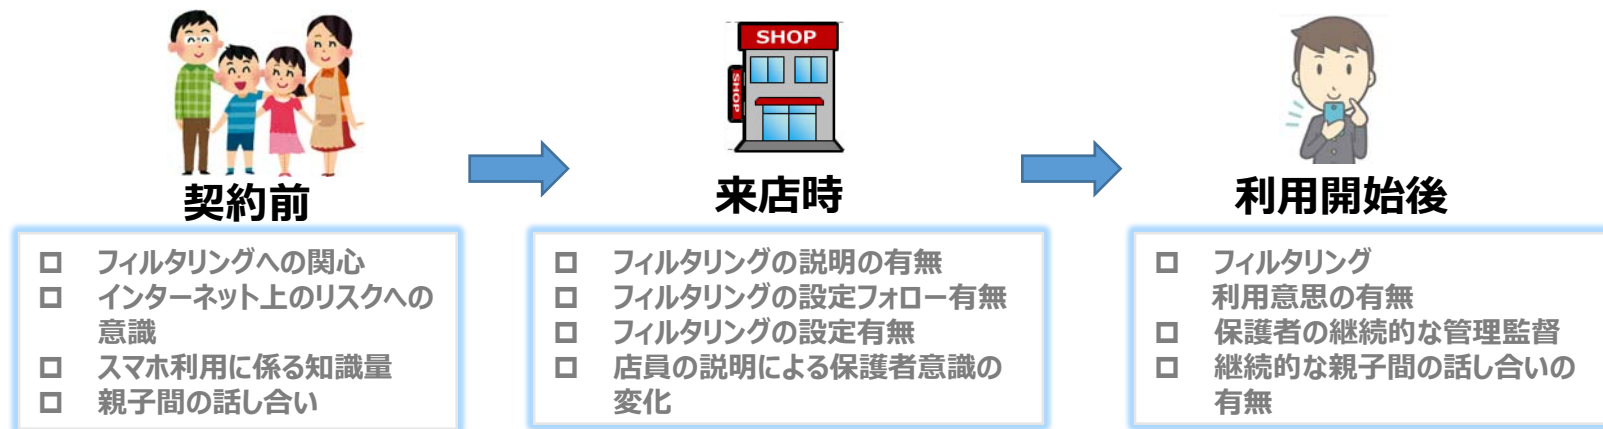 契約前
□ フィルタリングへの関心
□ インターネット上のリスクへの
意識
□ スマホ利用に係る知識量
□ 親子間の話し合い
SHOP
SHOP
来店時
□ フィルタリングの説明の有無
□ フィルタリングの設定フォロー有無
□ フィルタリングの設定有無
□ 店員の説明による保護者意識の
変化
利用開始後
□ フィルタリング
利用意思の有無
□ 保護者の継続的な管理監督
□ 継続的な親子間の話し合いの
有無